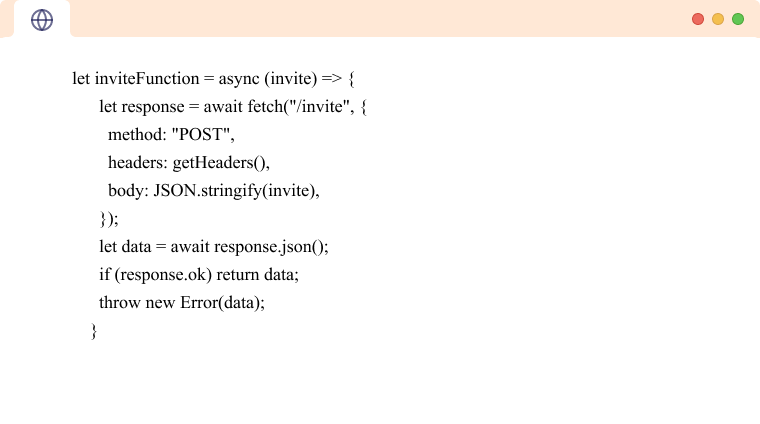 let inviteFunction = async (invite) => {
let response = await fetch("/invite", {
method: "POST",
headers: getHeaders(),
body: JSON.stringify(invite),
});
let data = await response.json();
if (response.ok) return data;
throw new Error(data);
}